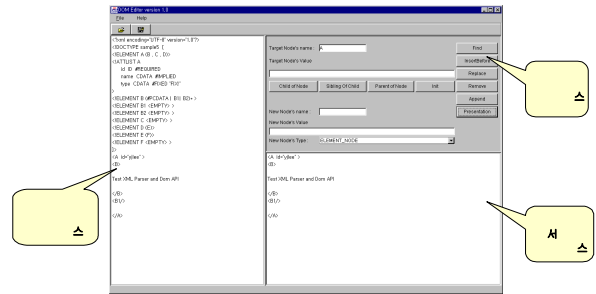 DOM Editor version 1.0
File Help
<?xml encoding="UTF-8" version="1.0"?>
<!DOCTYPE sample5 [
<!ELEMENT A (B , C , D)>
<!ATTLIST A
id ID #REQUIRED
name CDATA #IMPLIED
type CDATA #FIXED "FIX"
>
<!ELEMENT B (#PCDATA | B1| B2)* >
<!ELEMENT B1 (EMPTY) >
<!ELEMENT B2 (EMPTY) >
<!ELEMENT C (EMPTY) >
<!ELEMENT D (E)>
<!ELEMENT E (F)>
<!ELEMENT F (EMPTY) >
]>
<A id="yjlee" >
<B>
Test XML Parser and Dom API
</B>
<B1/>
</A>
Target Node's name : A
Find
Target Node's Value
InsertBefore
Replace
Child of Node Sibling Of Child Parent of Node Init Remove
Append
New Node's name :
Presentation
New Node's Value
New Node's Type : ELEMENT_NODE
<A id="yjlee" >
<B>
Test XML Parser and Dom API
</B>
<B1/>
</A>
스
스
서
스